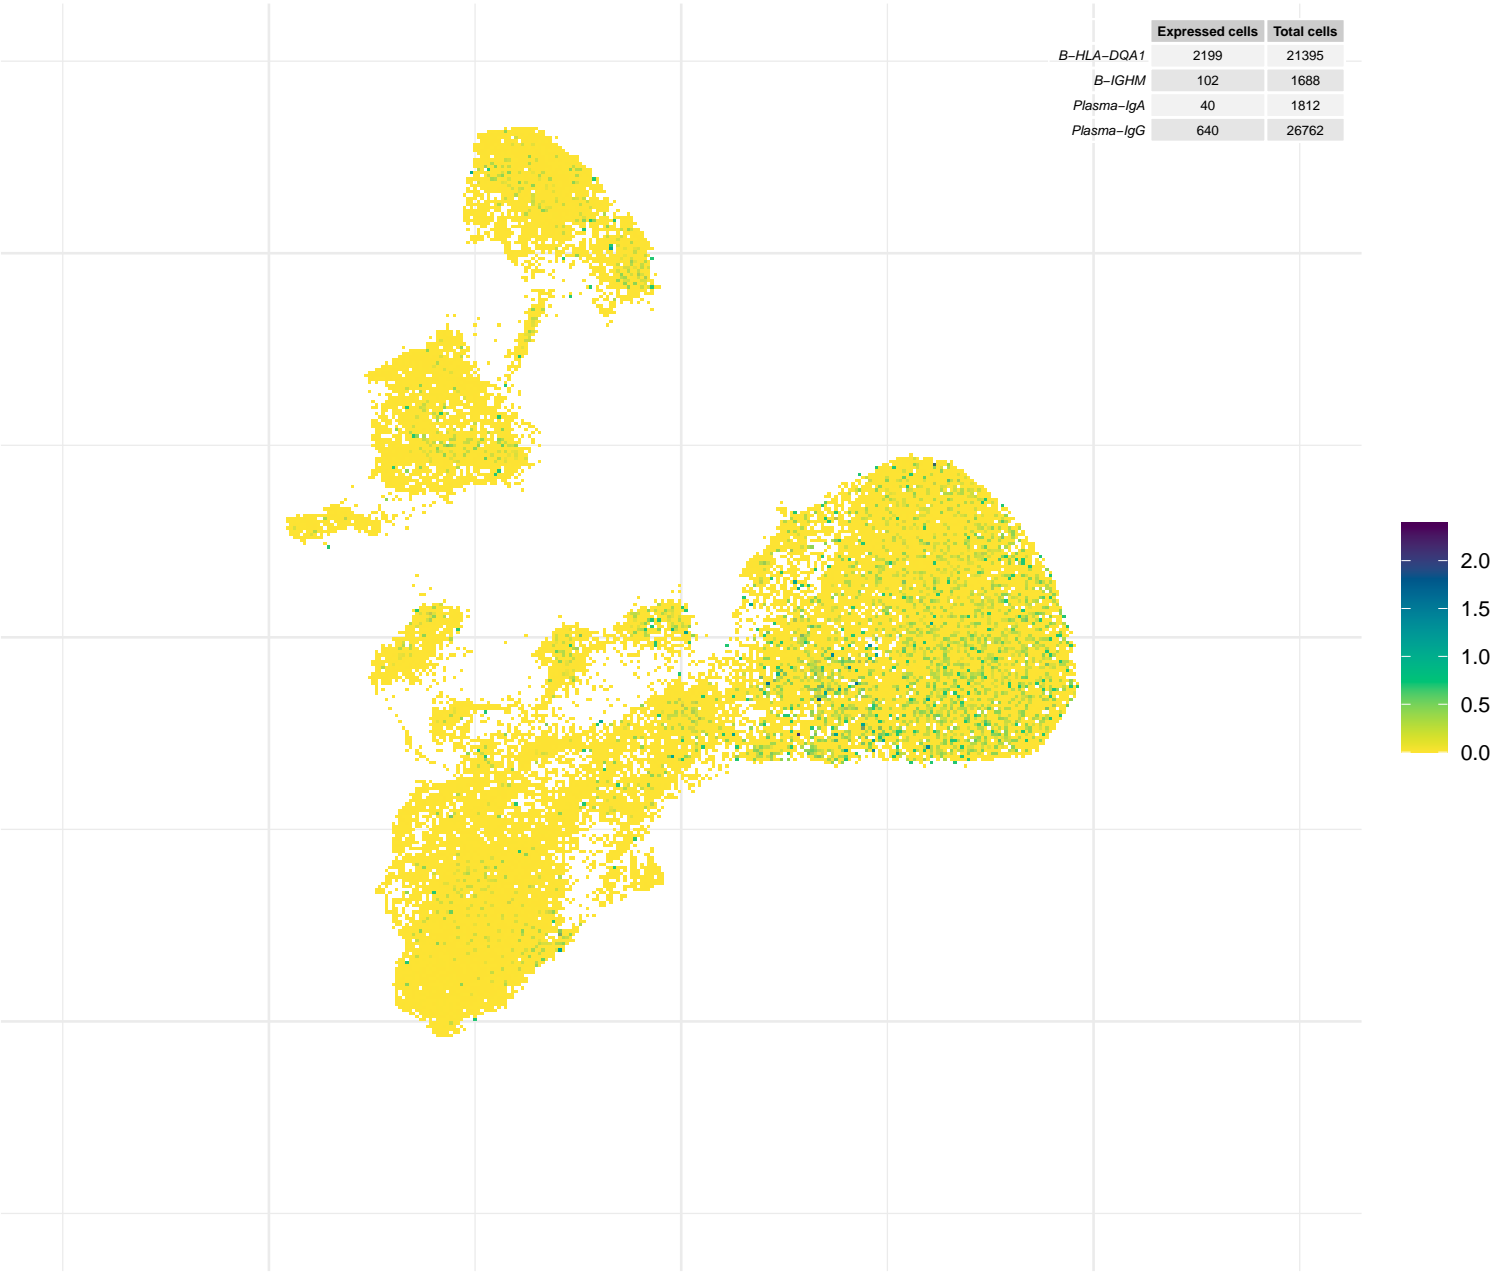 Expressed cells Total cells
B−HLA−DQA1 2199 21395
B−IGHM 102 1688
Plasma−IgA 40 1812
Plasma−IgG 640 26762
2.0
1.5
1.0
0.5
0.0